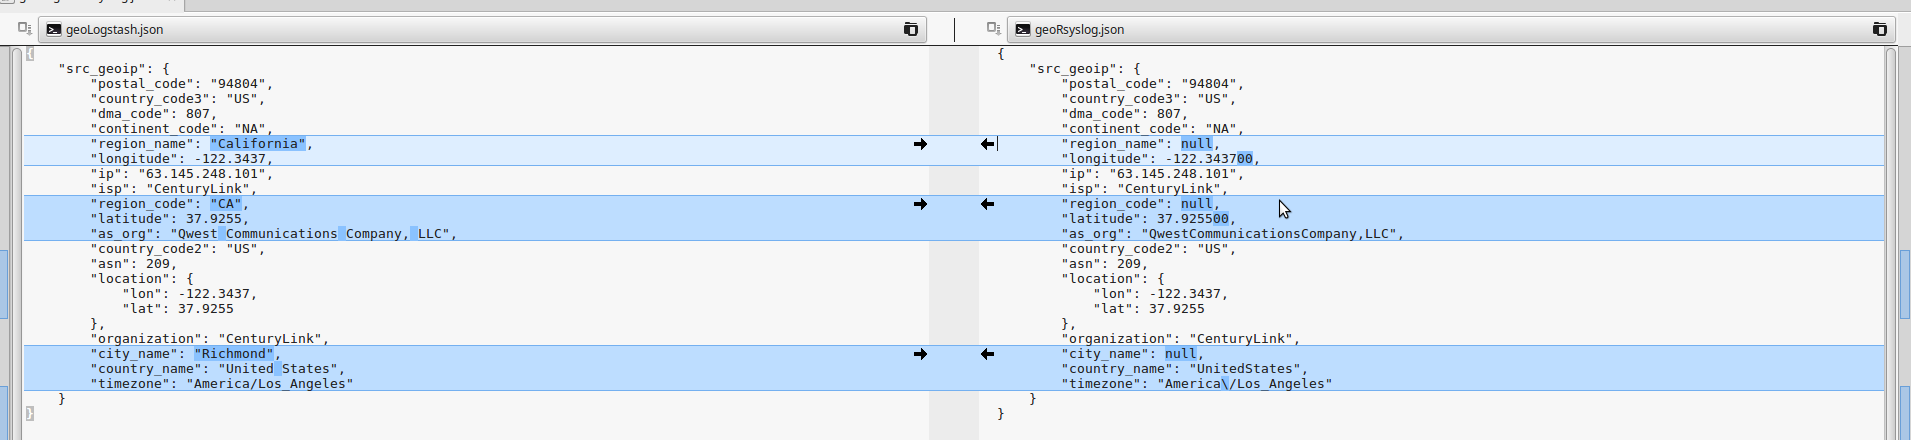 geoLogstash.json
{
"src_geoip": {
"postal_code": "94804",
"country_code3": "US",
"dma_code": 807,
"continent_code": "NA",
"region_name": "California",
"longitude": -122.3437,
"ip": "63.145.248.101",
"isp": "CenturyLink",
"region_code": "CA",
"latitude": 37.9255,
"as_org": "Qwest Communications Company, LLC",
"country_code2": "US",
"asn": 209,
"location": {
"lon": -122.3437,
"lat": 37.9255
},
"organization": "CenturyLink",
"city_name": "Richmond",
"country_name": "United States",
"timezone": "America/Los_Angeles"
}
}
geoRsyslog.json
{
"src_geoip": {
"postal_code": "94804",
"country_code3": "US",
"dma_code": 807,
"continent_code": "NA",
"region_name": null,
"longitude": -122.343700,
"ip": "63.145.248.101",
"isp": "CenturyLink",
"region_code": null,
"latitude": 37.925500,
"as_org": "QwestCommunicationsCompany,LLC",
"country_code2": "US",
"asn": 209,
"location": {
"lon": -122.3437,
"lat": 37.9255
},
"organization": "CenturyLink",
"city_name": null,
"country_name": "UnitedStates",
"timezone": "America\/Los_Angeles"
}
}